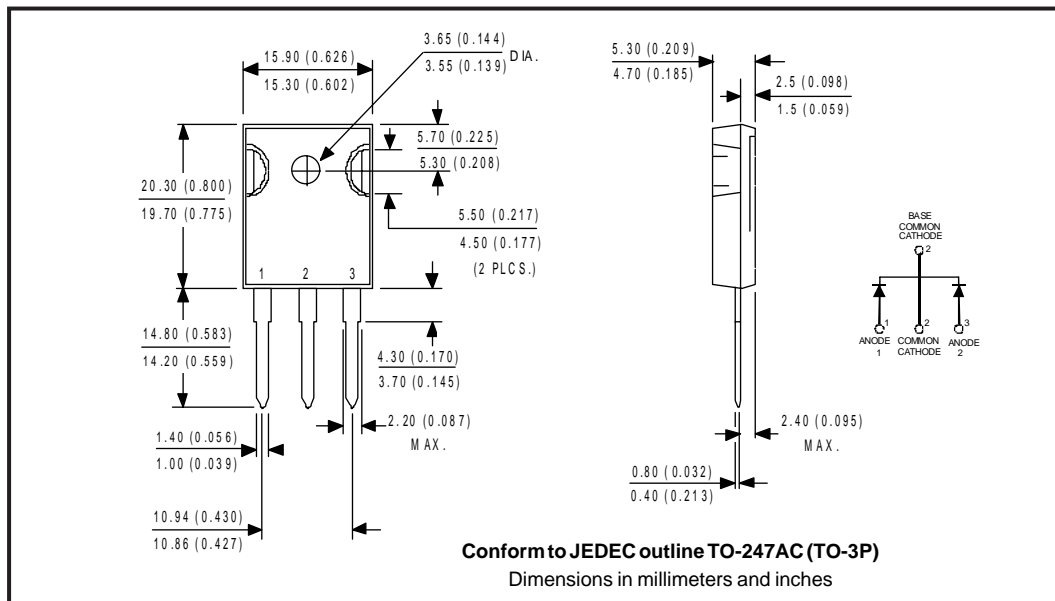 15.90 (0.626)
15.30 (0.602)
3.65 (0.144)
3.55 (0.139)
DIA.
5.30 (0.209)
4.70 (0.185)
2.5 (0.098)
1.5 (0.059)
5.70 (0.225)
5.30 (0.208)
20.30 (0.800)
19.70 (0.775)
5.50 (0.217)
4.50 (0.177)
(2 PLCS.)
1 2 3
BASE
COMMON
CATHODE
2
14.80 (0.583)
14.20 (0.559)
4.30 (0.170)
3.70 (0.145)
1 2 3
ANODE
1
COMMON
CATHODE
ANODE
2
2.20 (0.087)
MAX.
2.40 (0.095)
MAX.
1.40 (0.056)
1.00 (0.039)
0.80 (0.032)
0.40 (0.213)
10.94 (0.430)
10.86 (0.427)
Conform to JEDEC outline TO-247AC (TO-3P)
Dimensions in millimeters and inches